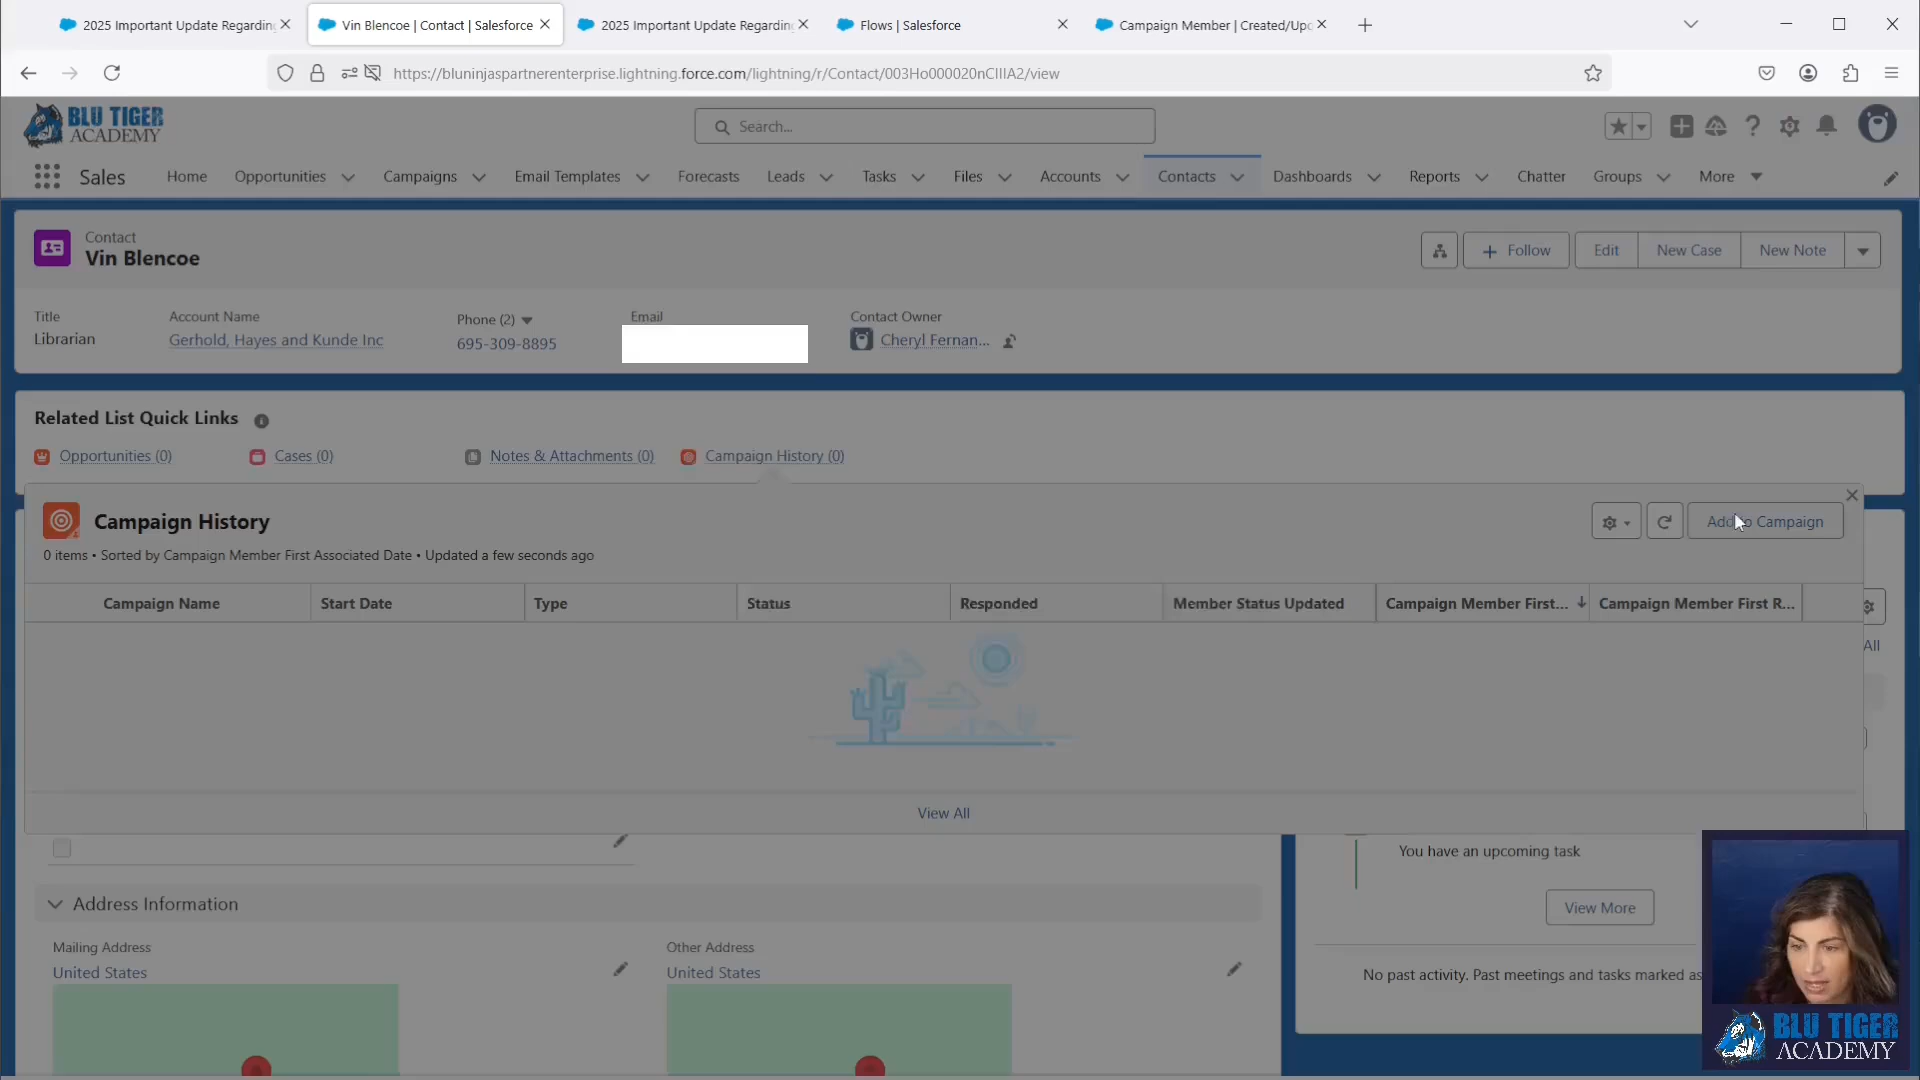 2025 Important Update Regarding
Vin Blencoe | Contact | Salesforce
2025 Important Update Regarding
Flows | Salesforce
Campaign Member | Created/Upd
https://bluninjaspartnerenterprise.lightning.force.com/lightning/r/Contact/003Ho000020nCIIIA2/view
BLU TIGER
ACADEMY
Search...
Sales
Home
Opportunities
Campaigns
Email Templates
Forecasts
Leads
Tasks
Files
Accounts
Contacts
Dashboards
Reports
Chatter
Groups
More
Contact
Vin Blencoe
Follow
Edit
New Case
New Note
Title
Librarian
Account Name
Gerhold, Hayes and Kunde Inc
Phone (2)
695-309-8895
Email
Contact Owner
Cheryl Fernan...
Related List Quick Links
Opportunities (0)
Cases (0)
Notes & Attachments (0)
Campaign History (0)
Campaign History
Add to Campaign
0 items • Sorted by Campaign Member First Associated Date • Updated a few seconds ago
Campaign Name
Start Date
Type
Status
Responded
Member Status Updated
Campaign Member First...
Campaign Member First R...
All
View All
You have an upcoming task
View More
Address Information
Mailing Address
United States
Other Address
United States
No past activity. Past meetings and tasks marked as
BLU TIGER
ACADEMY